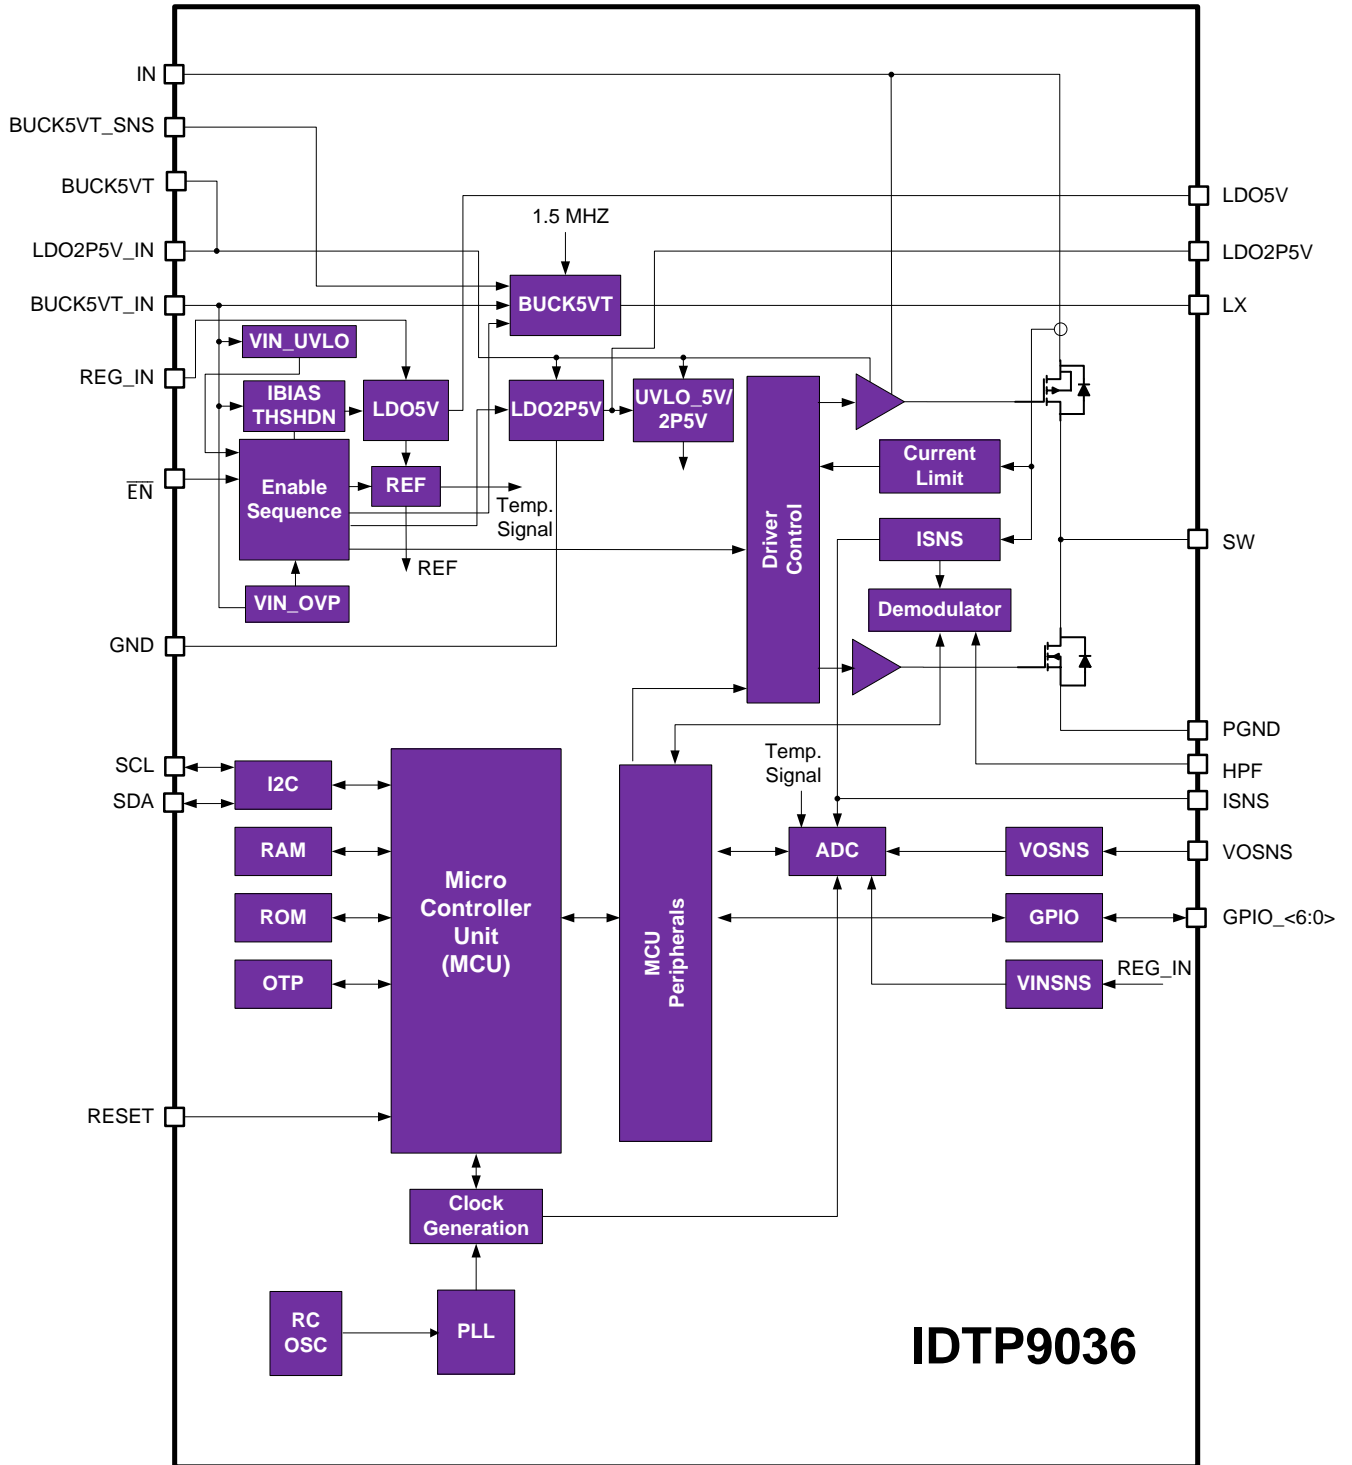 IN
BUCK5VT_SNS
BUCK5VT
LDO5V
1.5 MHZ
LDO2P5V_IN
LDO2P5V
BUCK5VT_IN
BUCK5VT
LX
VIN_UVLO
REG_IN
IBIAS
THSHDN
LDO5V
LDO2P5V
UVLO_5V/
2P5V
Current
Limit
EN
Enable
Sequence
REF
Temp.
Signal
Driver
Control
ISNS
SW
REF
VIN_OVP
Demodulator
GND
PGND
SCL
I2C
Temp.
Signal
HPF
SDA
ISNS
RAM
ADC
VOSNS
VOSNS
Micro
Controller
Unit
(MCU)
ROM
MCU
Peripherals
GPIO
GPIO_<6:0>
OTP
VINSNS
REG_IN
RESET
Clock
Generation
RC
OSC
PLL
IDTP9036